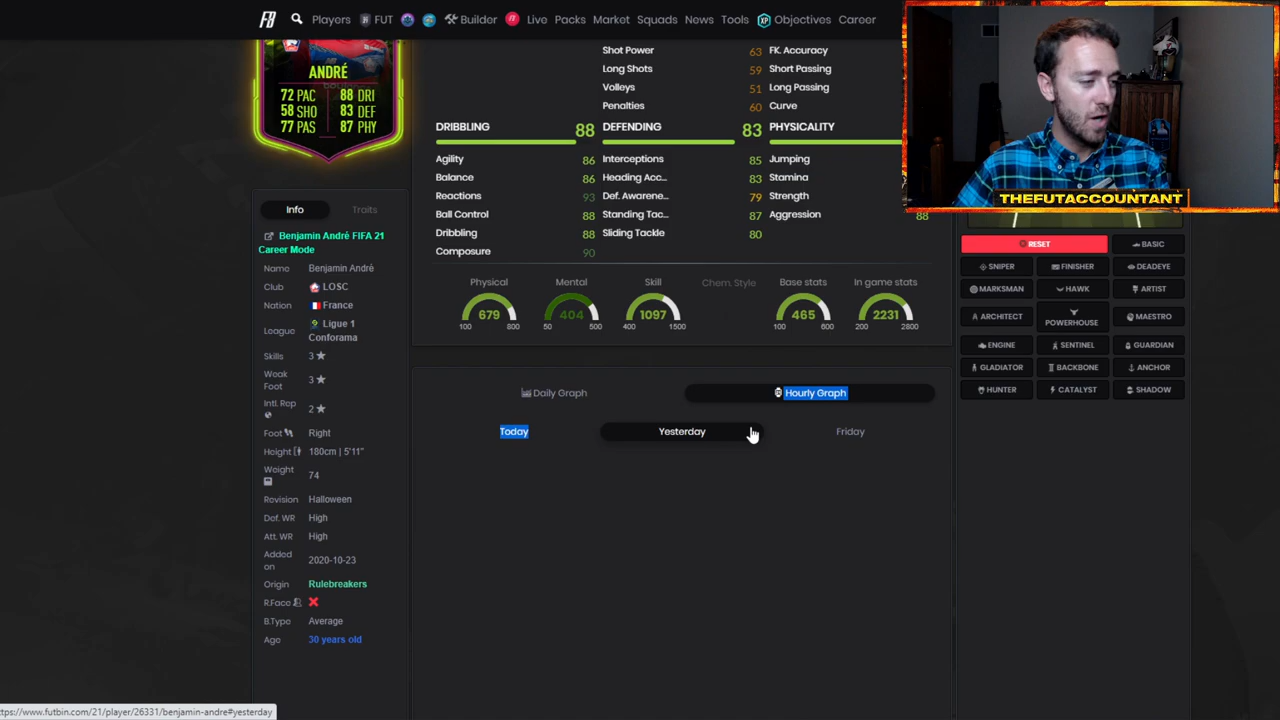 F8 Players FUT Builder Live Packs Market Squads News Tools XP Objectives Career
ANDRÉ
72 PAC 88 DRI
58 SHO 83 DEF
77 PAS 87 PHY
Shot Power 63 FK. Accuracy
Long Shots 59 Short Passing
Volleys 51 Long Passing
Penalties 60 Curve
DRIBBLING 88 DEFENDING 83 PHYSICALITY
Agility 86 Interceptions 85 Jumping
Balance 86 Heading Acc... 83 Stamina
Reactions 93 Def. Awarene... 79 Strength
Ball Control 88 Standing Tac... 87 Aggression 88
Dribbling 88 Sliding Tackle 80
Composure 90
THEFUTACCOUNTANT
Physical Mental Skill Chem. Style Base stats In game stats
679 404 1097 465 2231
100 800 50 500 400 1500 100 600 200 2800
Info Traits
Benjamin André FIFA 21
Career Mode
Name Benjamin André
Club LOSC
Nation France
League Ligue 1
Conforama
Skills 3
Weak
Foot 3
Intl. Rep 2
Foot Right
Height 180cm | 5'11"
Weight 74
Revision Halloween
Def. WR High
Att. WR High
Added
on 2020-10-23
Origin Rulebreakers
R.Face
B.Type Average
Age 30 years old
Daily Graph Hourly Graph
Today Yesterday Friday
RESET BASIC
SNIPER FINISHER DEADEYE
MARKSMAN HAWK ARTIST
ARCHITECT POWERHOUSE MAESTRO
ENGINE SENTINEL GUARDIAN
GLADIATOR BACKBONE ANCHOR
HUNTER CATALYST SHADOW
ttps://www.futbin.com/21/player/26331/benjamin-andre#yesterday